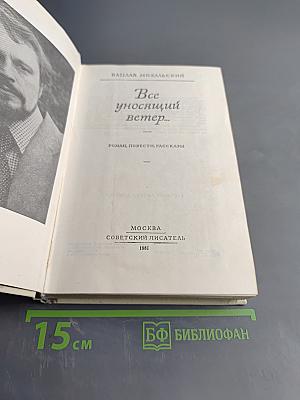 ВАЦЛАВ МИХАЛЬСКИЙ
Все
уносящий
ветер...
РОМАН, ПОВЕСТИ, РАССКАЗЫ
МОСКВА
СОВЕТСКИЙ ПИСАТЕЛЬ
1981
15 см
БФ БИБЛИОФАН